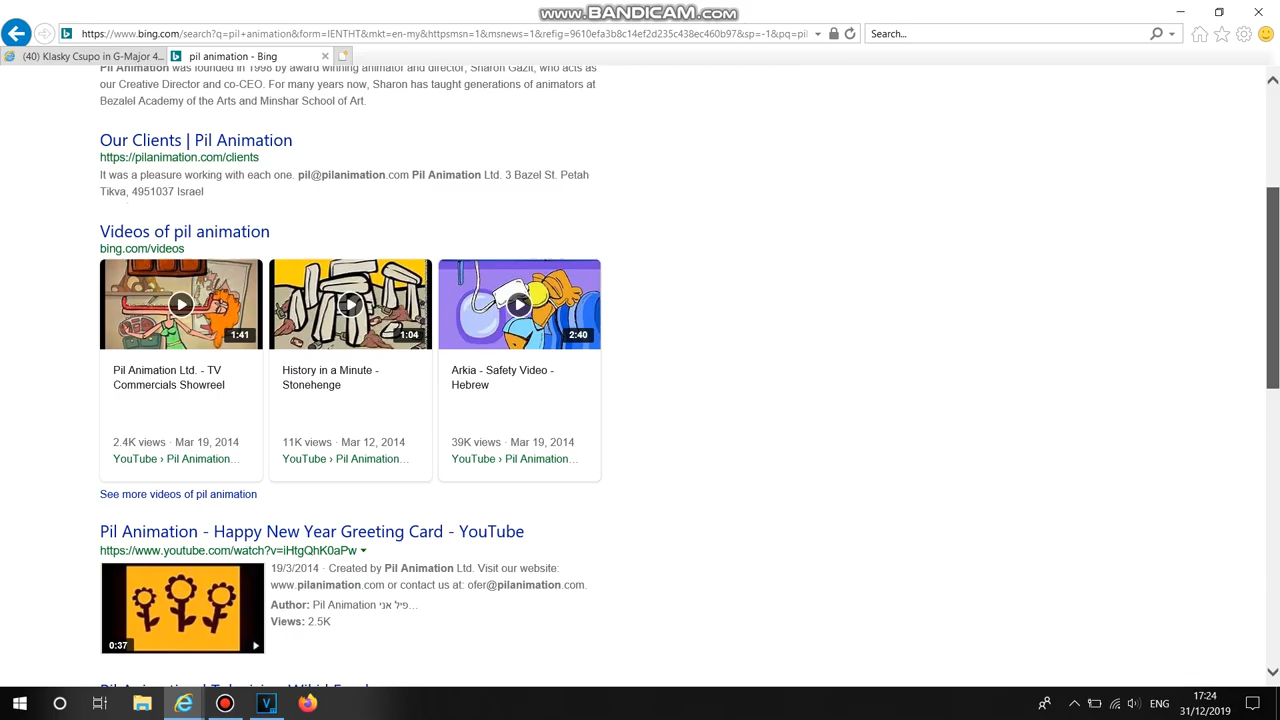 www.BANDICAM.com
https://www.bing.com/search?q=pil+animation&form=IENTHT&mkt=en-my&httpsmsn=1&msnews=1&refig=9610efa3b8c14ef2d235c438ec460b97&sp=-1&pq=pil
Search...
(40) Klasky Csupo in G-Major 4...
pil animation - Bing
Pil Animation was founded in 1998 by award winning animator and director, Sharon Gazit, who acts as
our Creative Director and co-CEO. For many years now, Sharon has taught generations of animators at
Bezalel Academy of the Arts and Minshar School of Art.
Our Clients | Pil Animation
https://pilanimation.com/clients
It was a pleasure working with each one. pil@pilanimation.com Pil Animation Ltd. 3 Bazel St. Petah
Tikva, 4951037 Israel
Videos of pil animation
bing.com/videos
1:41
1:04
2:40
Pil Animation Ltd. - TV
Commercials Showreel
History in a Minute -
Stonehenge
Arkia - Safety Video -
Hebrew
2.4K views · Mar 19, 2014
11K views · Mar 12, 2014
39K views · Mar 19, 2014
YouTube › Pil Animation…
YouTube › Pil Animation…
YouTube › Pil Animation…
See more videos of pil animation
Pil Animation - Happy New Year Greeting Card - YouTube
https://www.youtube.com/watch?v=iHtgQhK0aPw
19/3/2014 · Created by Pil Animation Ltd. Visit our website:
www.pilanimation.com or contact us at: ofer@pilanimation.com.
Author: Pil Animation פיל אני...
Views: 2.5K
0:37
ENG
17:24
31/12/2019